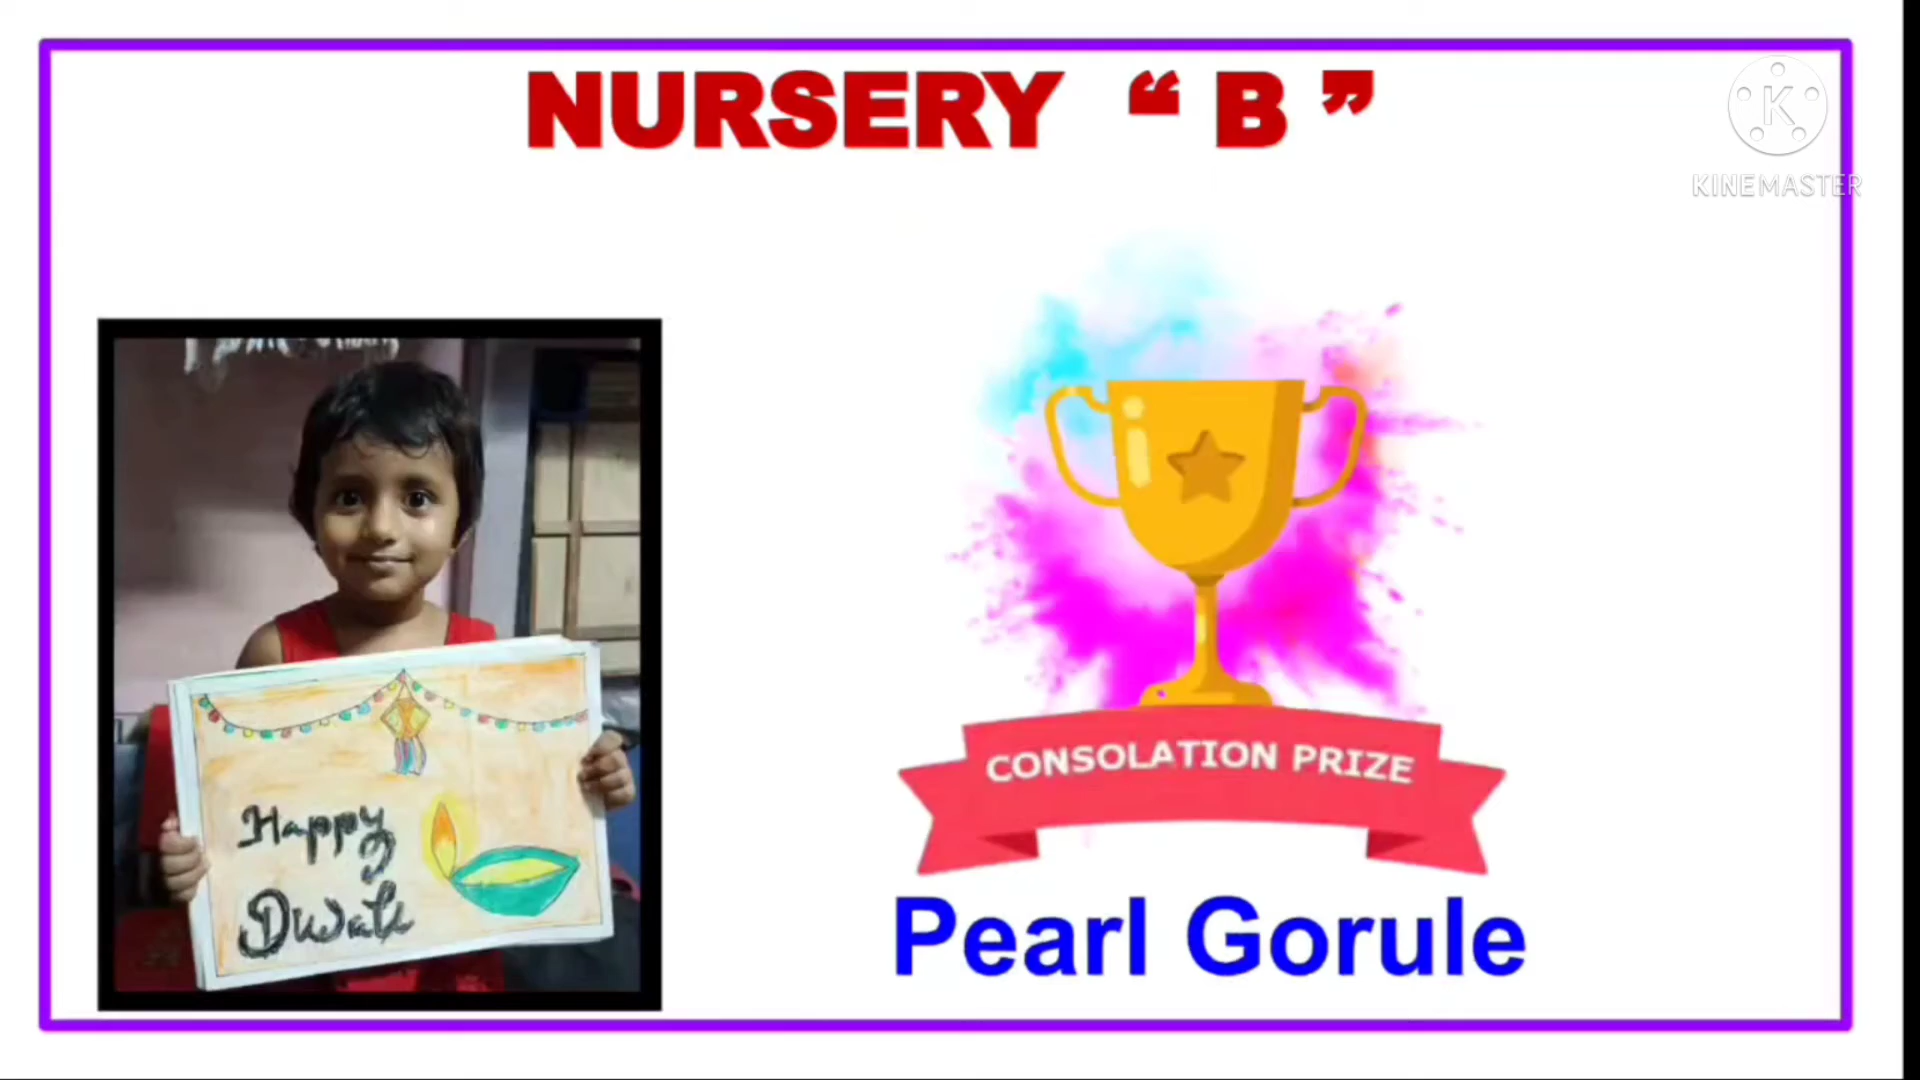 NURSERY “ B ”
K
KINEMASTER
Happy
Diwali
CONSOLATION PRIZE
Pearl Gorule